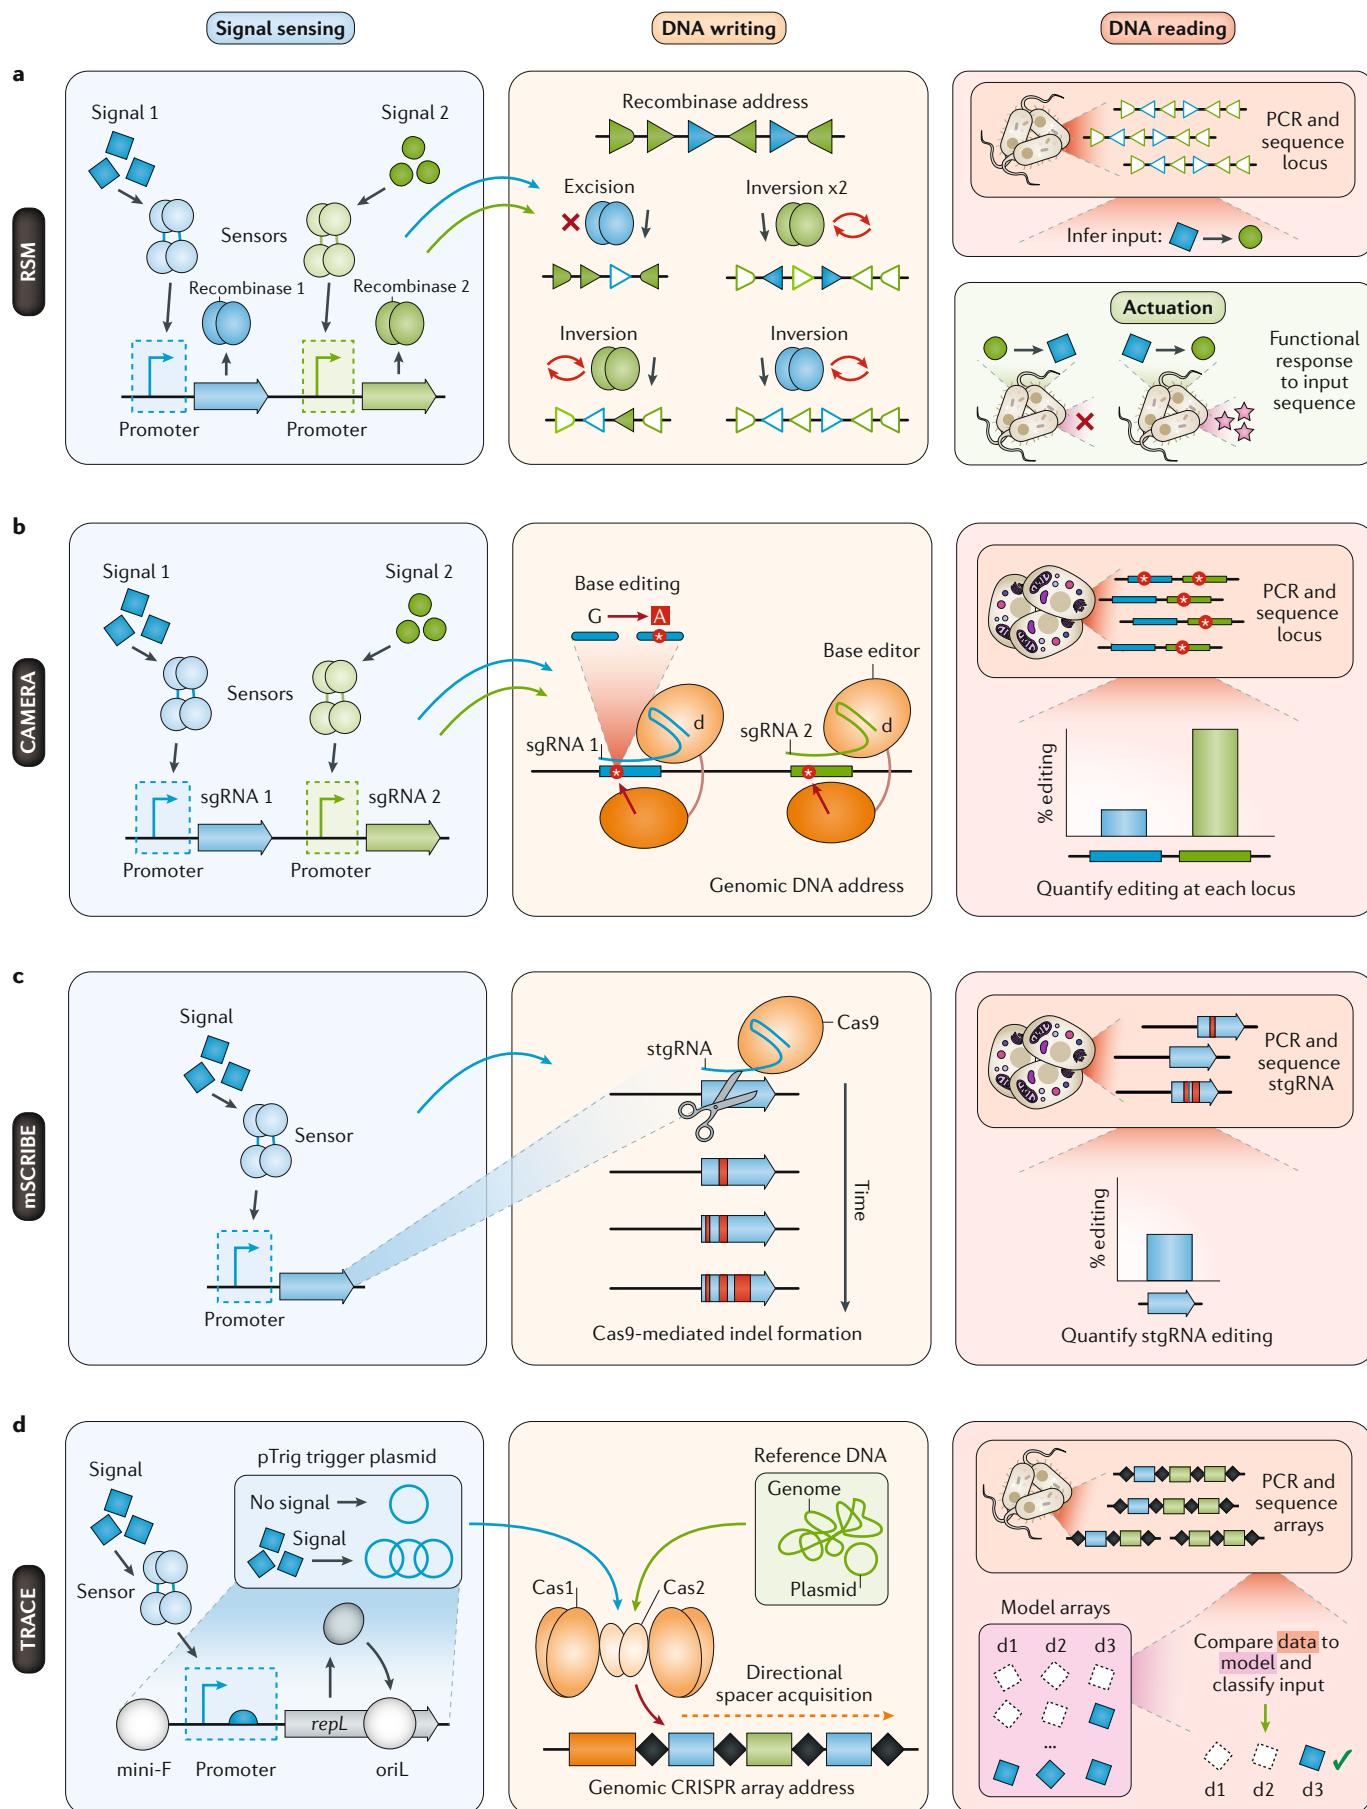 Signal sensing
DNA writing
DNA reading
a
RSM
Signal 1
Signal 2
Sensors
Recombinase 1
Recombinase 2
Promoter
Promoter
Recombinase address
Excision
Inversion x2
Inversion
Inversion
PCR and
sequence
locus
Infer input:
Actuation
Functional
response
to input
sequence
b
CAMERA
Signal 1
Signal 2
Sensors
sgRNA 1
sgRNA 2
Promoter
Promoter
Base editing
G
A
*
Base editor
d
d
sgRNA 1
sgRNA 2
*
*
Genomic DNA address
*
*
*
*
*
PCR and
sequence
locus
% editing
Quantify editing at each locus
c
mSCRIBE
Signal
Sensor
Promoter
Cas9
stgRNA
Time
Cas9-mediated indel formation
PCR and
sequence
stgRNA
% editing
Quantify stgRNA editing
d
TRACE
Signal
Sensor
pTrig trigger plasmid
No signal
Signal
repL
mini-F
Promoter
oriL
Reference DNA
Genome
Plasmid
Cas1
Cas2
Directional
spacer acquisition
Genomic CRISPR array address
PCR and
sequence
arrays
Model arrays
d1 d2 d3
...
Compare data to
model and
classify input
d1 d2 d3